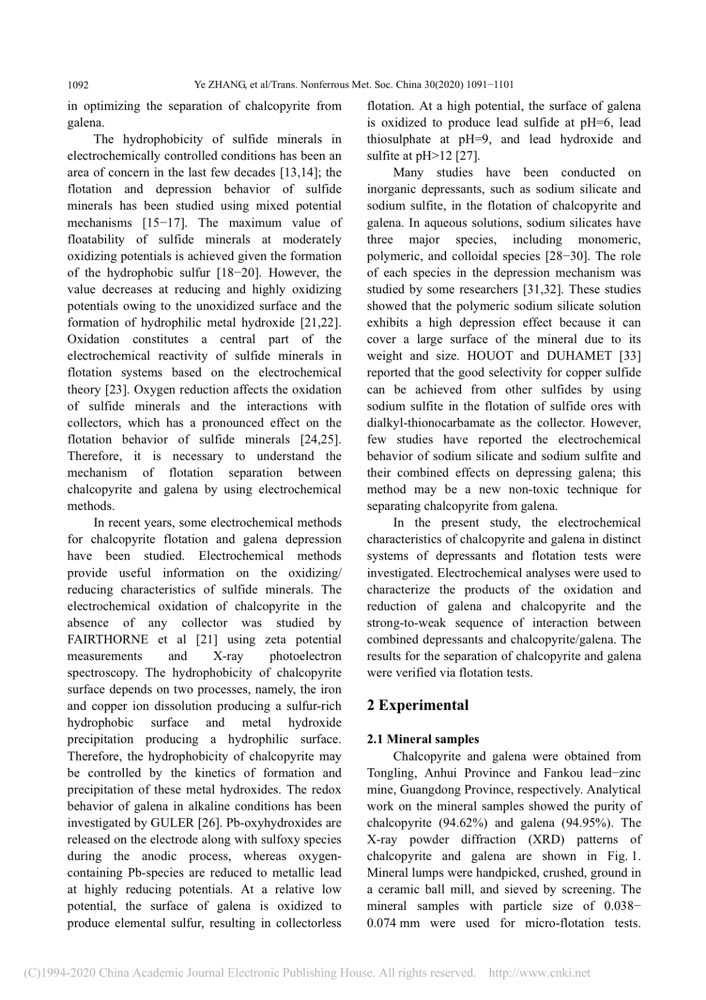 1092
Ye ZHANG, et al/Trans. Nonferrous Met. Soc. China 30(2020) 1091−1101
in optimizing the separation of chalcopyrite from
galena.
The hydrophobicity of sulfide minerals in
electrochemically controlled conditions has been an
area of concern in the last few decades [13,14]; the
flotation and depression behavior of sulfide
minerals has been studied using mixed potential
mechanisms [15−17]. The maximum value of
floatability of sulfide minerals at moderately
oxidizing potentials is achieved given the formation
of the hydrophobic sulfur [18−20]. However, the
value decreases at reducing and highly oxidizing
potentials owing to the unoxidized surface and the
formation of hydrophilic metal hydroxide [21,22].
Oxidation constitutes a central part of the
electrochemical reactivity of sulfide minerals in
flotation systems based on the electrochemical
theory [23]. Oxygen reduction affects the oxidation
of sulfide minerals and the interactions with
collectors, which has a pronounced effect on the
flotation behavior of sulfide minerals [24,25].
Therefore, it is necessary to understand the
mechanism of flotation separation between
chalcopyrite and galena by using electrochemical
methods.
In recent years, some electrochemical methods
for chalcopyrite flotation and galena depression
have been studied. Electrochemical methods
provide useful information on the oxidizing/
reducing characteristics of sulfide minerals. The
electrochemical oxidation of chalcopyrite in the
absence of any collector was studied by
FAIRTHORNE et al [21] using zeta potential
measurements and X-ray photoelectron
spectroscopy. The hydrophobicity of chalcopyrite
surface depends on two processes, namely, the iron
and copper ion dissolution producing a sulfur-rich
hydrophobic surface and metal hydroxide
precipitation producing a hydrophilic surface.
Therefore, the hydrophobicity of chalcopyrite may
be controlled by the kinetics of formation and
precipitation of these metal hydroxides. The redox
behavior of galena in alkaline conditions has been
investigated by GULER [26]. Pb-oxyhydroxides are
released on the electrode along with sulfoxy species
during the anodic process, whereas oxygen-
containing Pb-species are reduced to metallic lead
at highly reducing potentials. At a relative low
potential, the surface of galena is oxidized to
produce elemental sulfur, resulting in collectorless
flotation. At a high potential, the surface of galena
is oxidized to produce lead sulfide at pH=6, lead
thiosulphate at pH=9, and lead hydroxide and
sulfite at pH>12 [27].
Many studies have been conducted on
inorganic depressants, such as sodium silicate and
sodium sulfite, in the flotation of chalcopyrite and
galena. In aqueous solutions, sodium silicates have
three major species, including monomeric,
polymeric, and colloidal species [28−30]. The role
of each species in the depression mechanism was
studied by some researchers [31,32]. These studies
showed that the polymeric sodium silicate solution
exhibits a high depression effect because it can
cover a large surface of the mineral due to its
weight and size. HOUOT and DUHAMET [33]
reported that the good selectivity for copper sulfide
can be achieved from other sulfides by using
sodium sulfite in the flotation of sulfide ores with
dialkyl-thionocarbamate as the collector. However,
few studies have reported the electrochemical
behavior of sodium silicate and sodium sulfite and
their combined effects on depressing galena; this
method may be a new non-toxic technique for
separating chalcopyrite from galena.
In the present study, the electrochemical
characteristics of chalcopyrite and galena in distinct
systems of depressants and flotation tests were
investigated. Electrochemical analyses were used to
characterize the products of the oxidation and
reduction of galena and chalcopyrite and the
strong-to-weak sequence of interaction between
combined depressants and chalcopyrite/galena. The
results for the separation of chalcopyrite and galena
were verified via flotation tests.
2 Experimental
2.1 Mineral samples
Chalcopyrite and galena were obtained from
Tongling, Anhui Province and Fankou lead−zinc
mine, Guangdong Province, respectively. Analytical
work on the mineral samples showed the purity of
chalcopyrite (94.62%) and galena (94.95%). The
X-ray powder diffraction (XRD) patterns of
chalcopyrite and galena are shown in Fig. 1.
Mineral lumps were handpicked, crushed, ground in
a ceramic ball mill, and sieved by screening. The
mineral samples with particle size of 0.038−
0.074 mm were used for micro-flotation tests.
(C)1994-2020 China Academic Journal Electronic Publishing House. All rights reserved. http://www.cnki.net